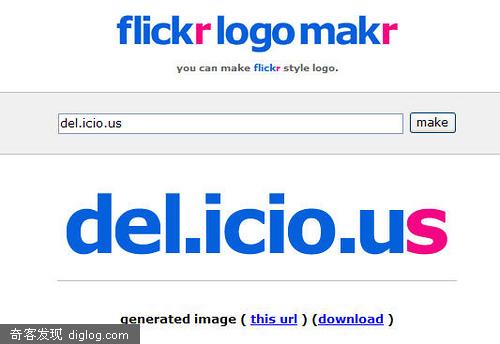 flickr logo makr
you can make flickr style logo.
del.icio.us
make
del.icio.us
generated image ( this url ) (download )
奇客发现 diglog.com